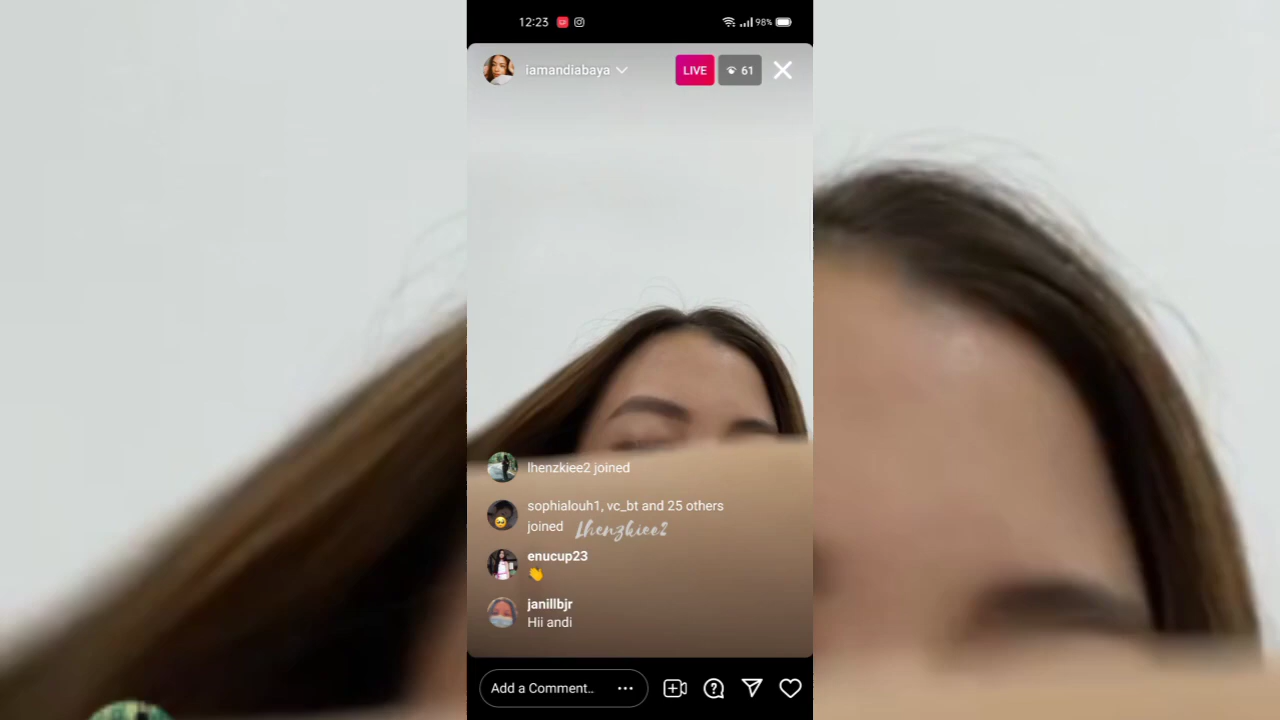 12:23
98%
iamandiabaya
LIVE
61
lhenzkiee2 joined
sophialouh1, vc_bt and 25 others
joined
Lhenzkiee2
enucup23
janillbjr
Hii andi
Add a Comment..